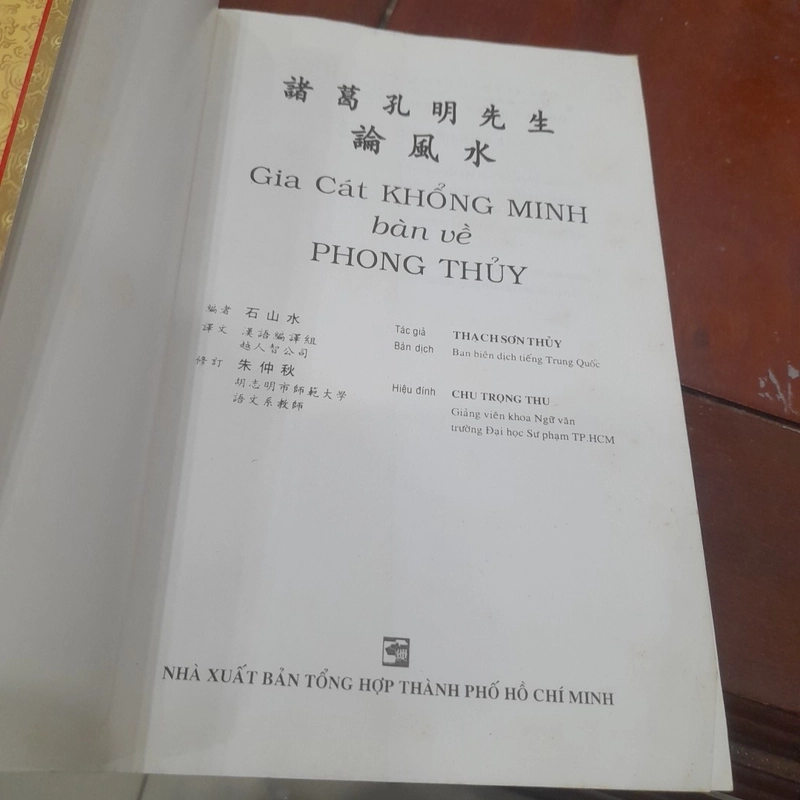 諸葛孔明先生
論風水
Gia Cát KHỔNG MINH
bàn về
PHONG THỦY
編者 石山水
譯文 漢語編譯組
越人智公司
修訂 朱仲秋
胡志明市師範大學
語文系教師
Tác giả THẠCH SƠN THỦY
Bản dịch Ban biên dịch tiếng Trung Quốc
Hiệu đính CHU TRỌNG THU
Giảng viên khoa Ngữ văn
trường Đại học Sư phạm TP.HCM
NHÀ XUẤT BẢN TỔNG HỢP THÀNH PHỐ HỒ CHÍ MINH